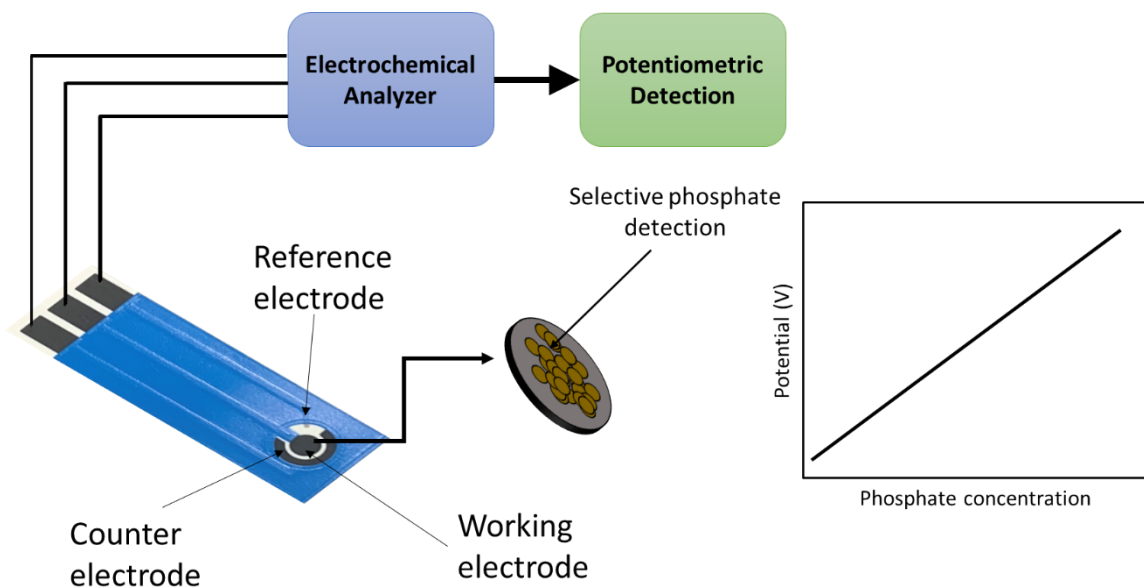 Electrochemical
Analyzer
Potentiometric
Detection
Selective phosphate
detection
Reference
electrode
Counter
electrode
Working
electrode
Potential (V)
Phosphate concentration